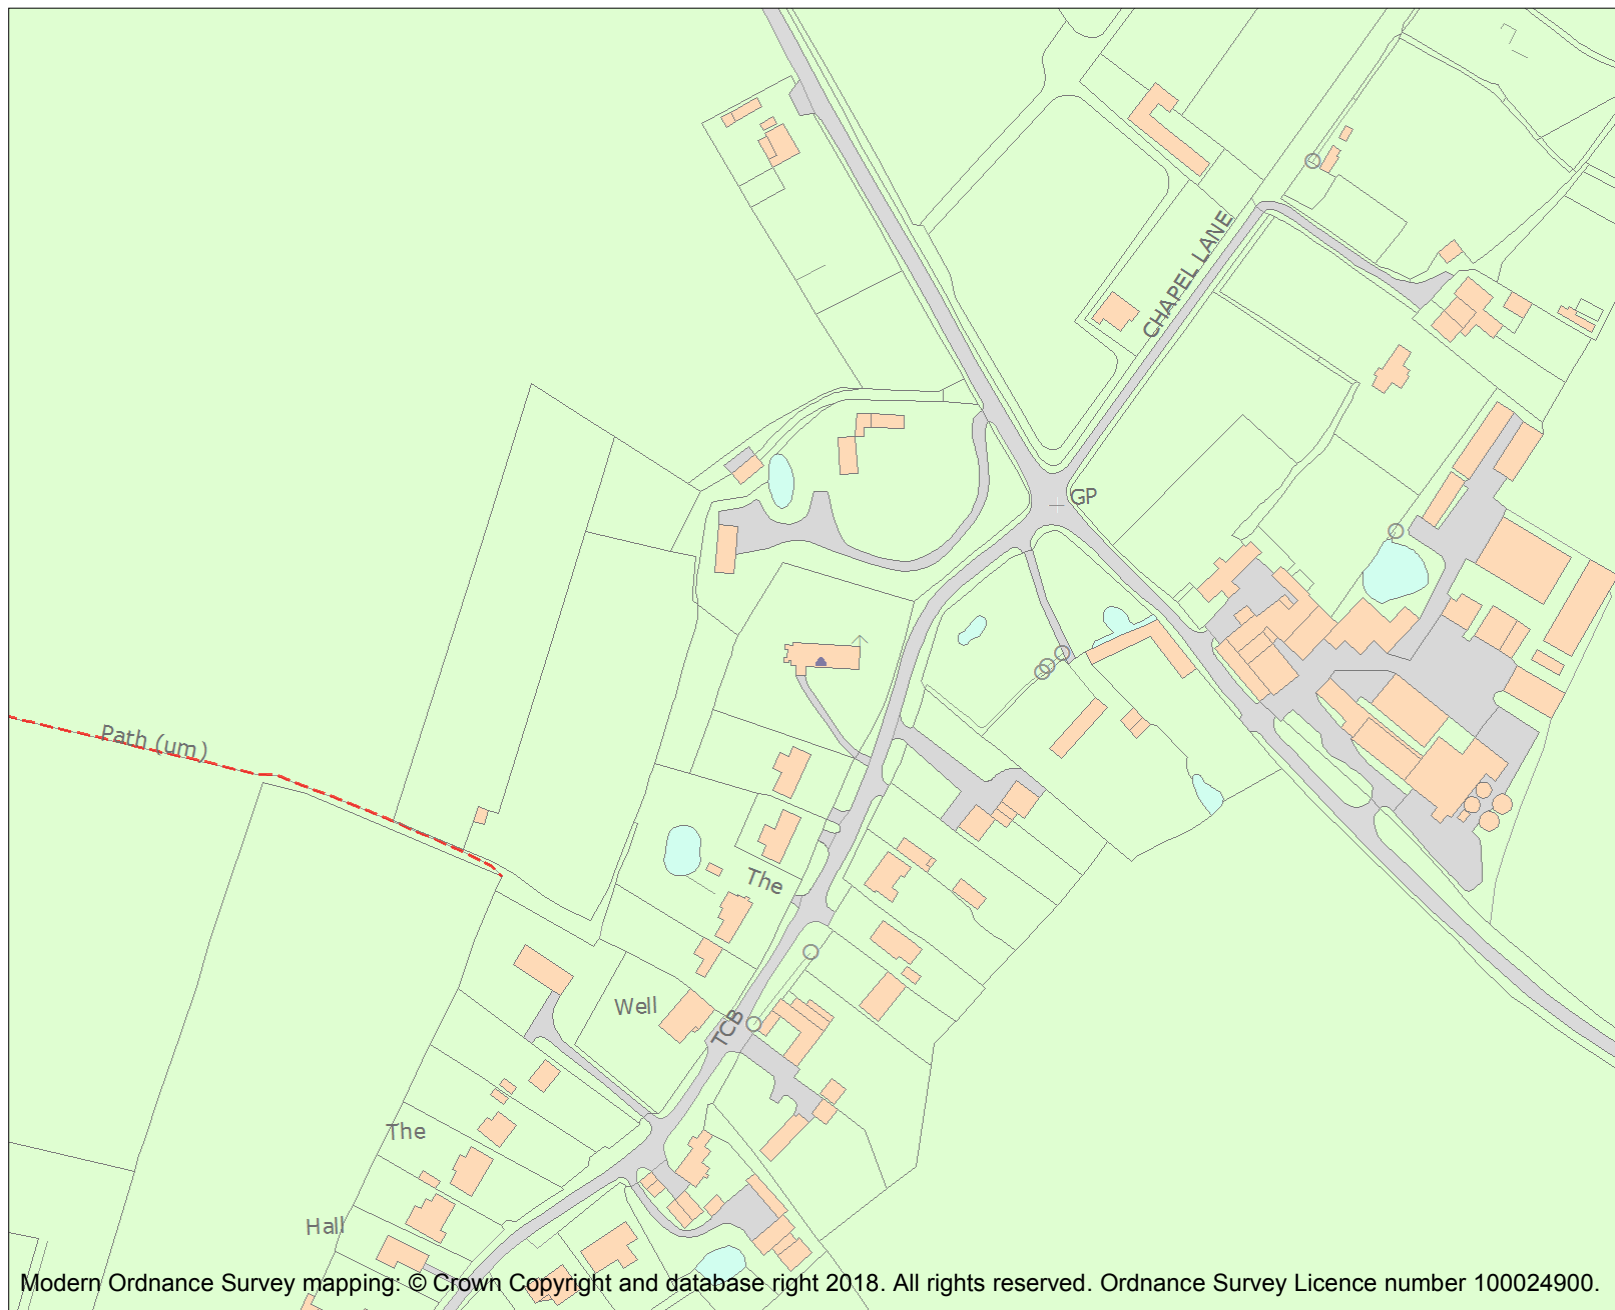 CHAPEL LANE
GP
Path (um)
The
Well
TCB
The
Hall
Modern Ordnance Survey mapping: © Crown Copyright and database right 2018. All rights reserved. Ordnance Survey Licence number 100024900.